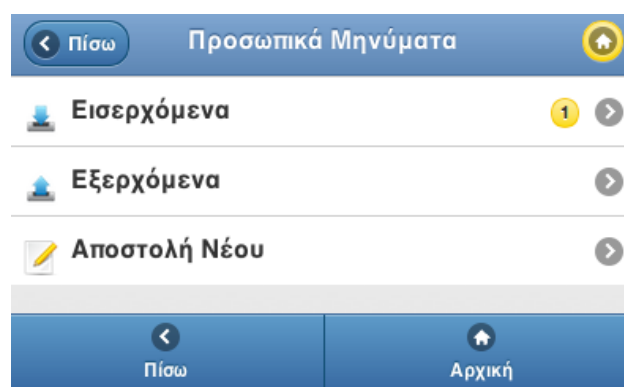 Πίσω
Προσωπικά Μηνύματα
Εισερχόμενα 1
Εξερχόμενα
Αποστολή Νέου
Πίσω
Αρχική